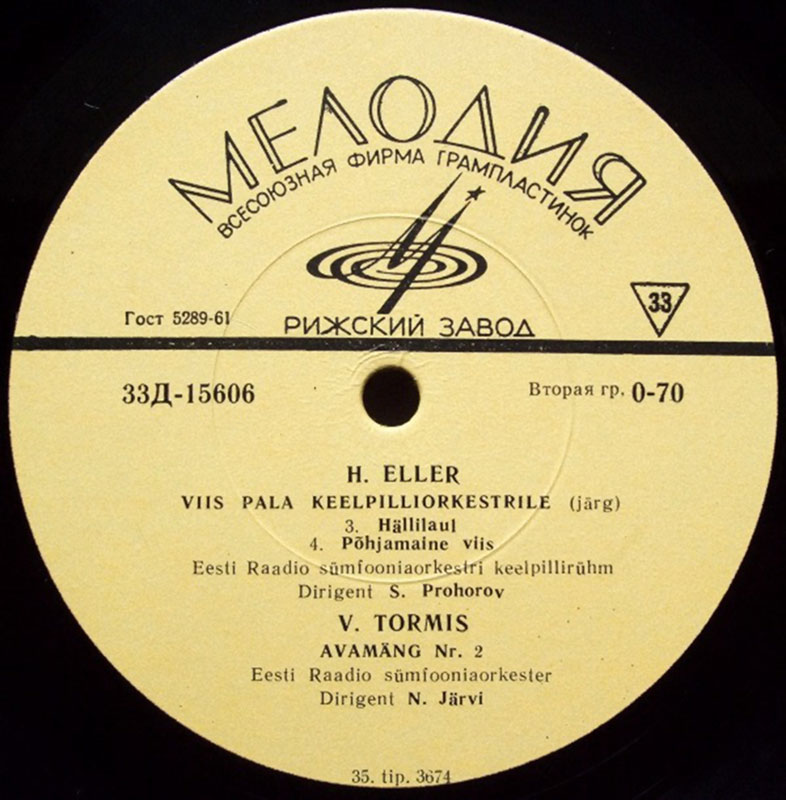 МЕЛОДИЯ
ВСЕСОЮЗНАЯ ФИРМА ГРАМПЛАСТИНОК
Гост 5289-61
РИЖСКИЙ ЗАВОД
33
33Д-15606
Вторая гр. 0-70
H. ELLER
VIIS PALA KEELPILLIORKESTRILE (järg)
3. Hällilaul
4. Põhjamaine viis
Eesti Raadio sümfooniaorkestri keelpillirühm
Dirigent S. Prohorov
V. TORMIS
AVAMÄNG Nr. 2
Eesti Raadio sümfooniaorkester
Dirigent N. Järvi
35. tip. 3674